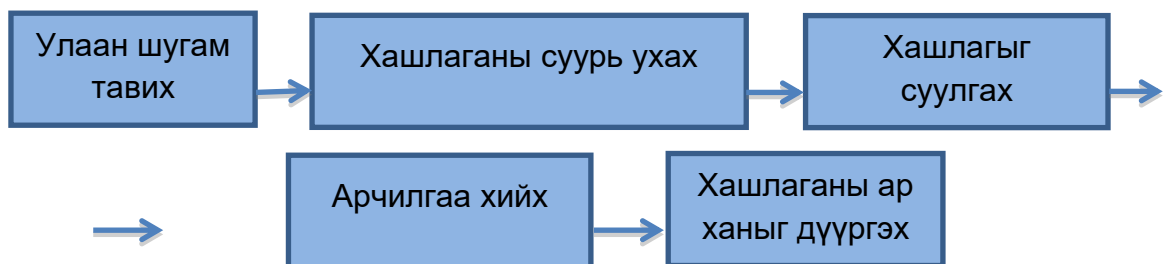 Улаан шугам
тавих
Хашлаганы суурь ухах
Хашлагыг
суулгах
Арчилгаа хийх
Хашлаганы ар
ханыг дүүргэх